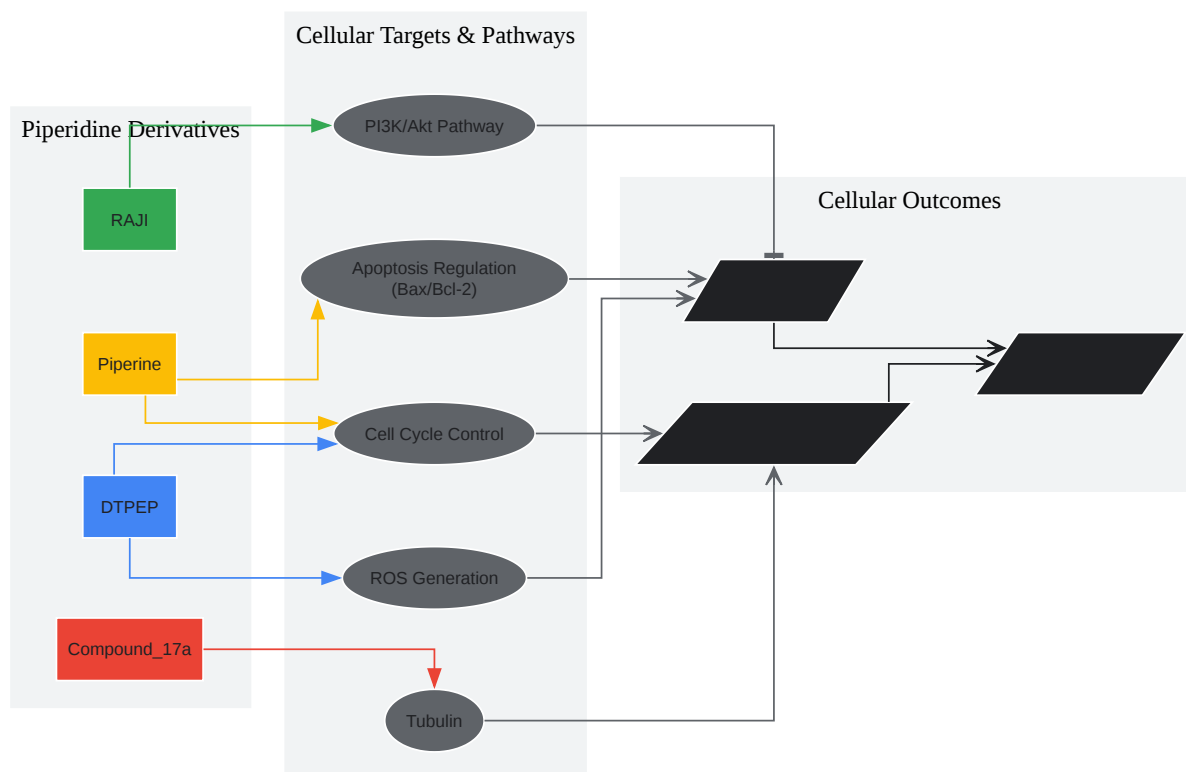 Cellular Targets & Pathways
Piperidine Derivatives
Cellular Outcomes
PI3K/Akt Pathway
RAJI
Apoptosis Regulation
(Bax/Bcl-2)
Piperine
Cell Cycle Control
DTPEP
ROS Generation
Compound_17a
Tubulin